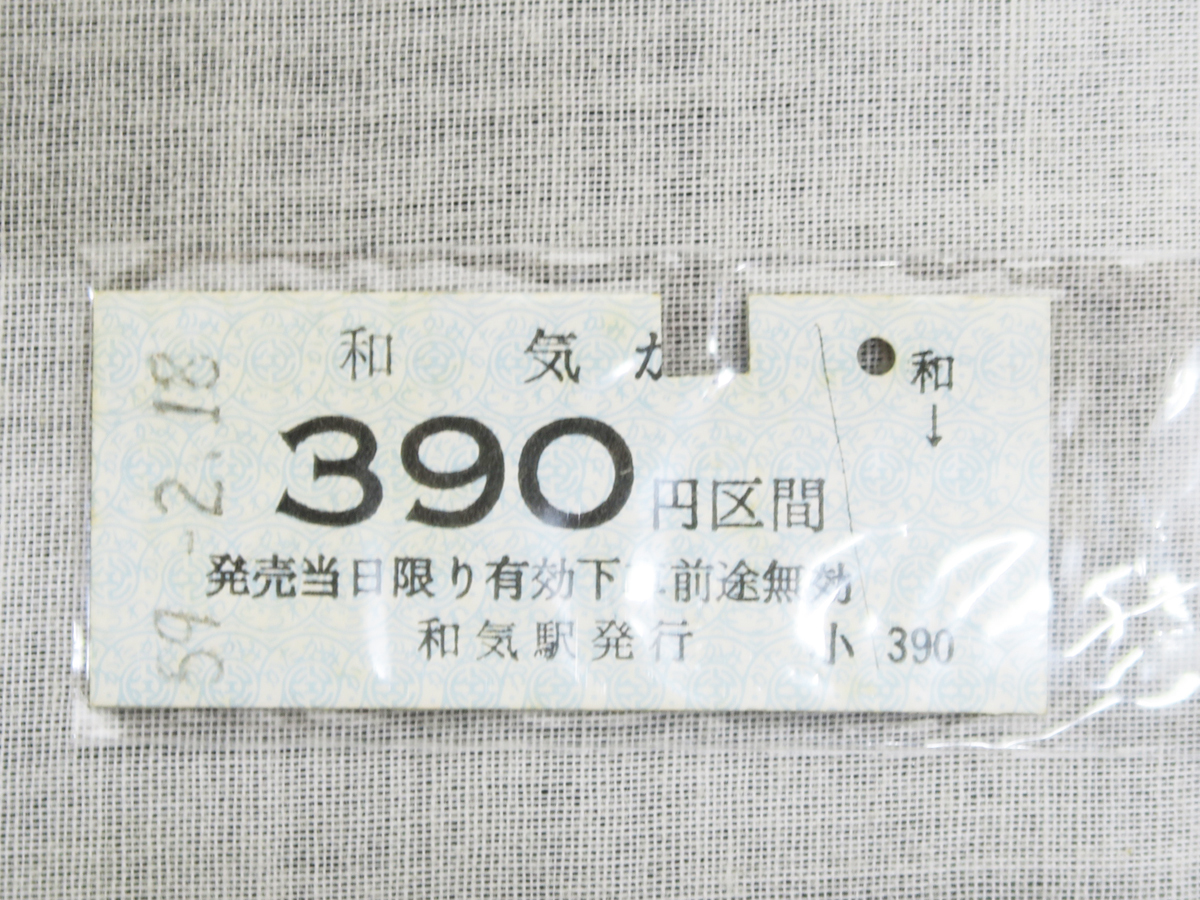 59.-2.18
和気か
和
↓
390円区間
発売当日限り有効下車前途無効
和気駅発行 小 390